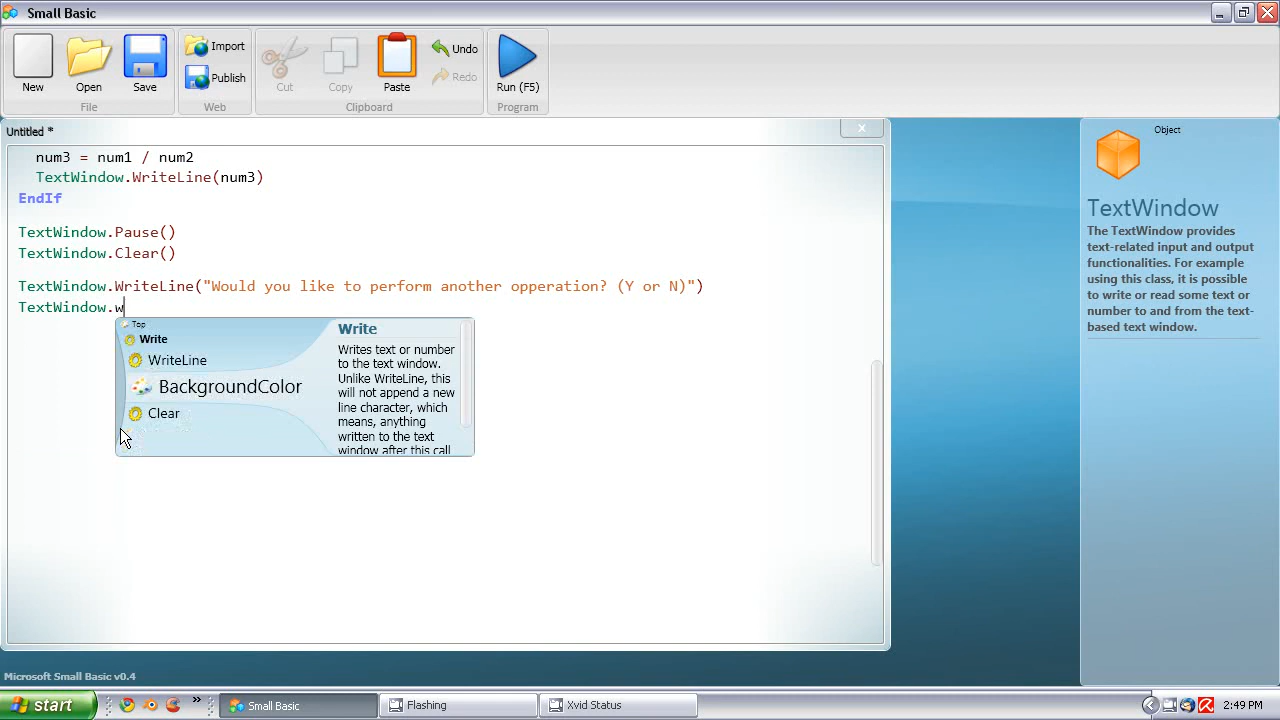 Small Basic
New
Open
Save
File
Import
Publish
Web
Cut
Copy
Paste
Undo
Redo
Clipboard
Run (F5)
Program
Untitled *
x
num3 = num1 / num2
TextWindow.WriteLine(num3)
EndIf
TextWindow.Pause()
TextWindow.Clear()
TextWindow.WriteLine("Would you like to perform another opperation? (Y or N)")
TextWindow.w
Top
Write
WriteLine
BackgroundColor
Clear
Write
Writes text or number
to the text window.
Unlike WriteLine, this
will not append a new
line character, which
means, anything
written to the text
window after this call
Object
TextWindow
The TextWindow provides
text-related input and output
functionalities. For example
using this class, it is possible
to write or read some text or
number to and from the text-
based text window.
Microsoft Small Basic v0.4
start
Small Basic
Flashing
Xvid Status
2:49 PM